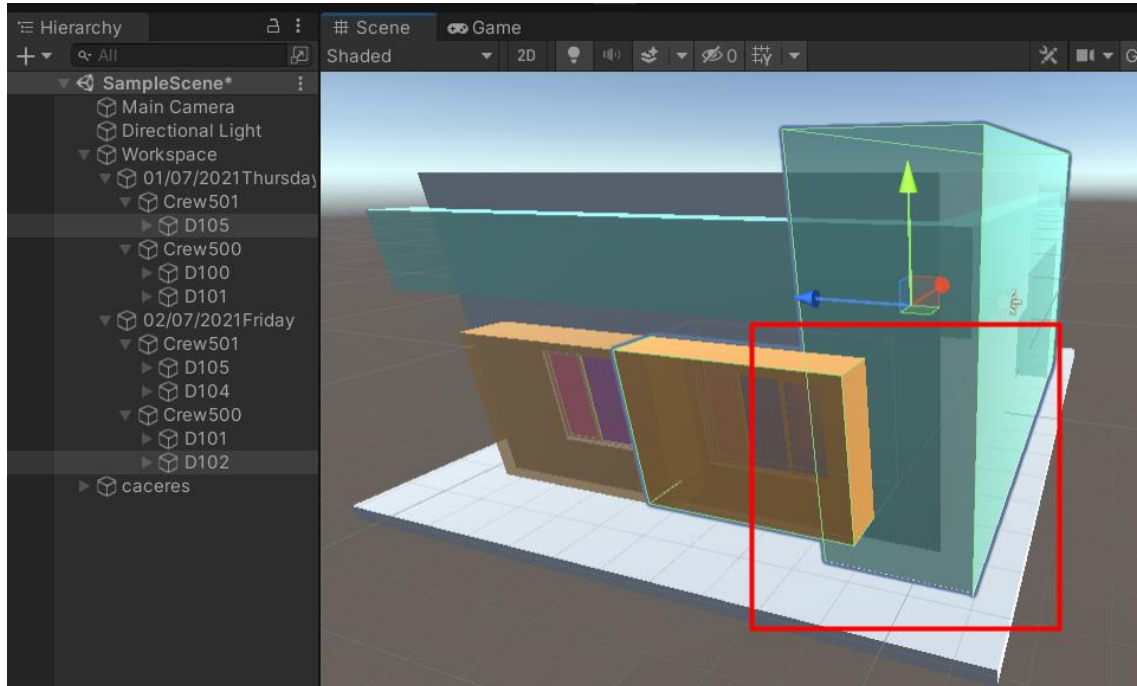 Hierarchy
All
SampleScene*
Main Camera
Directional Light
Workspace
01/07/2021Thursday
Crew501
D105
Crew500
D100
D101
02/07/2021Friday
Crew501
D105
D104
Crew500
D101
D102
caceres
Scene
Game
Shaded
2D
0
Y
G